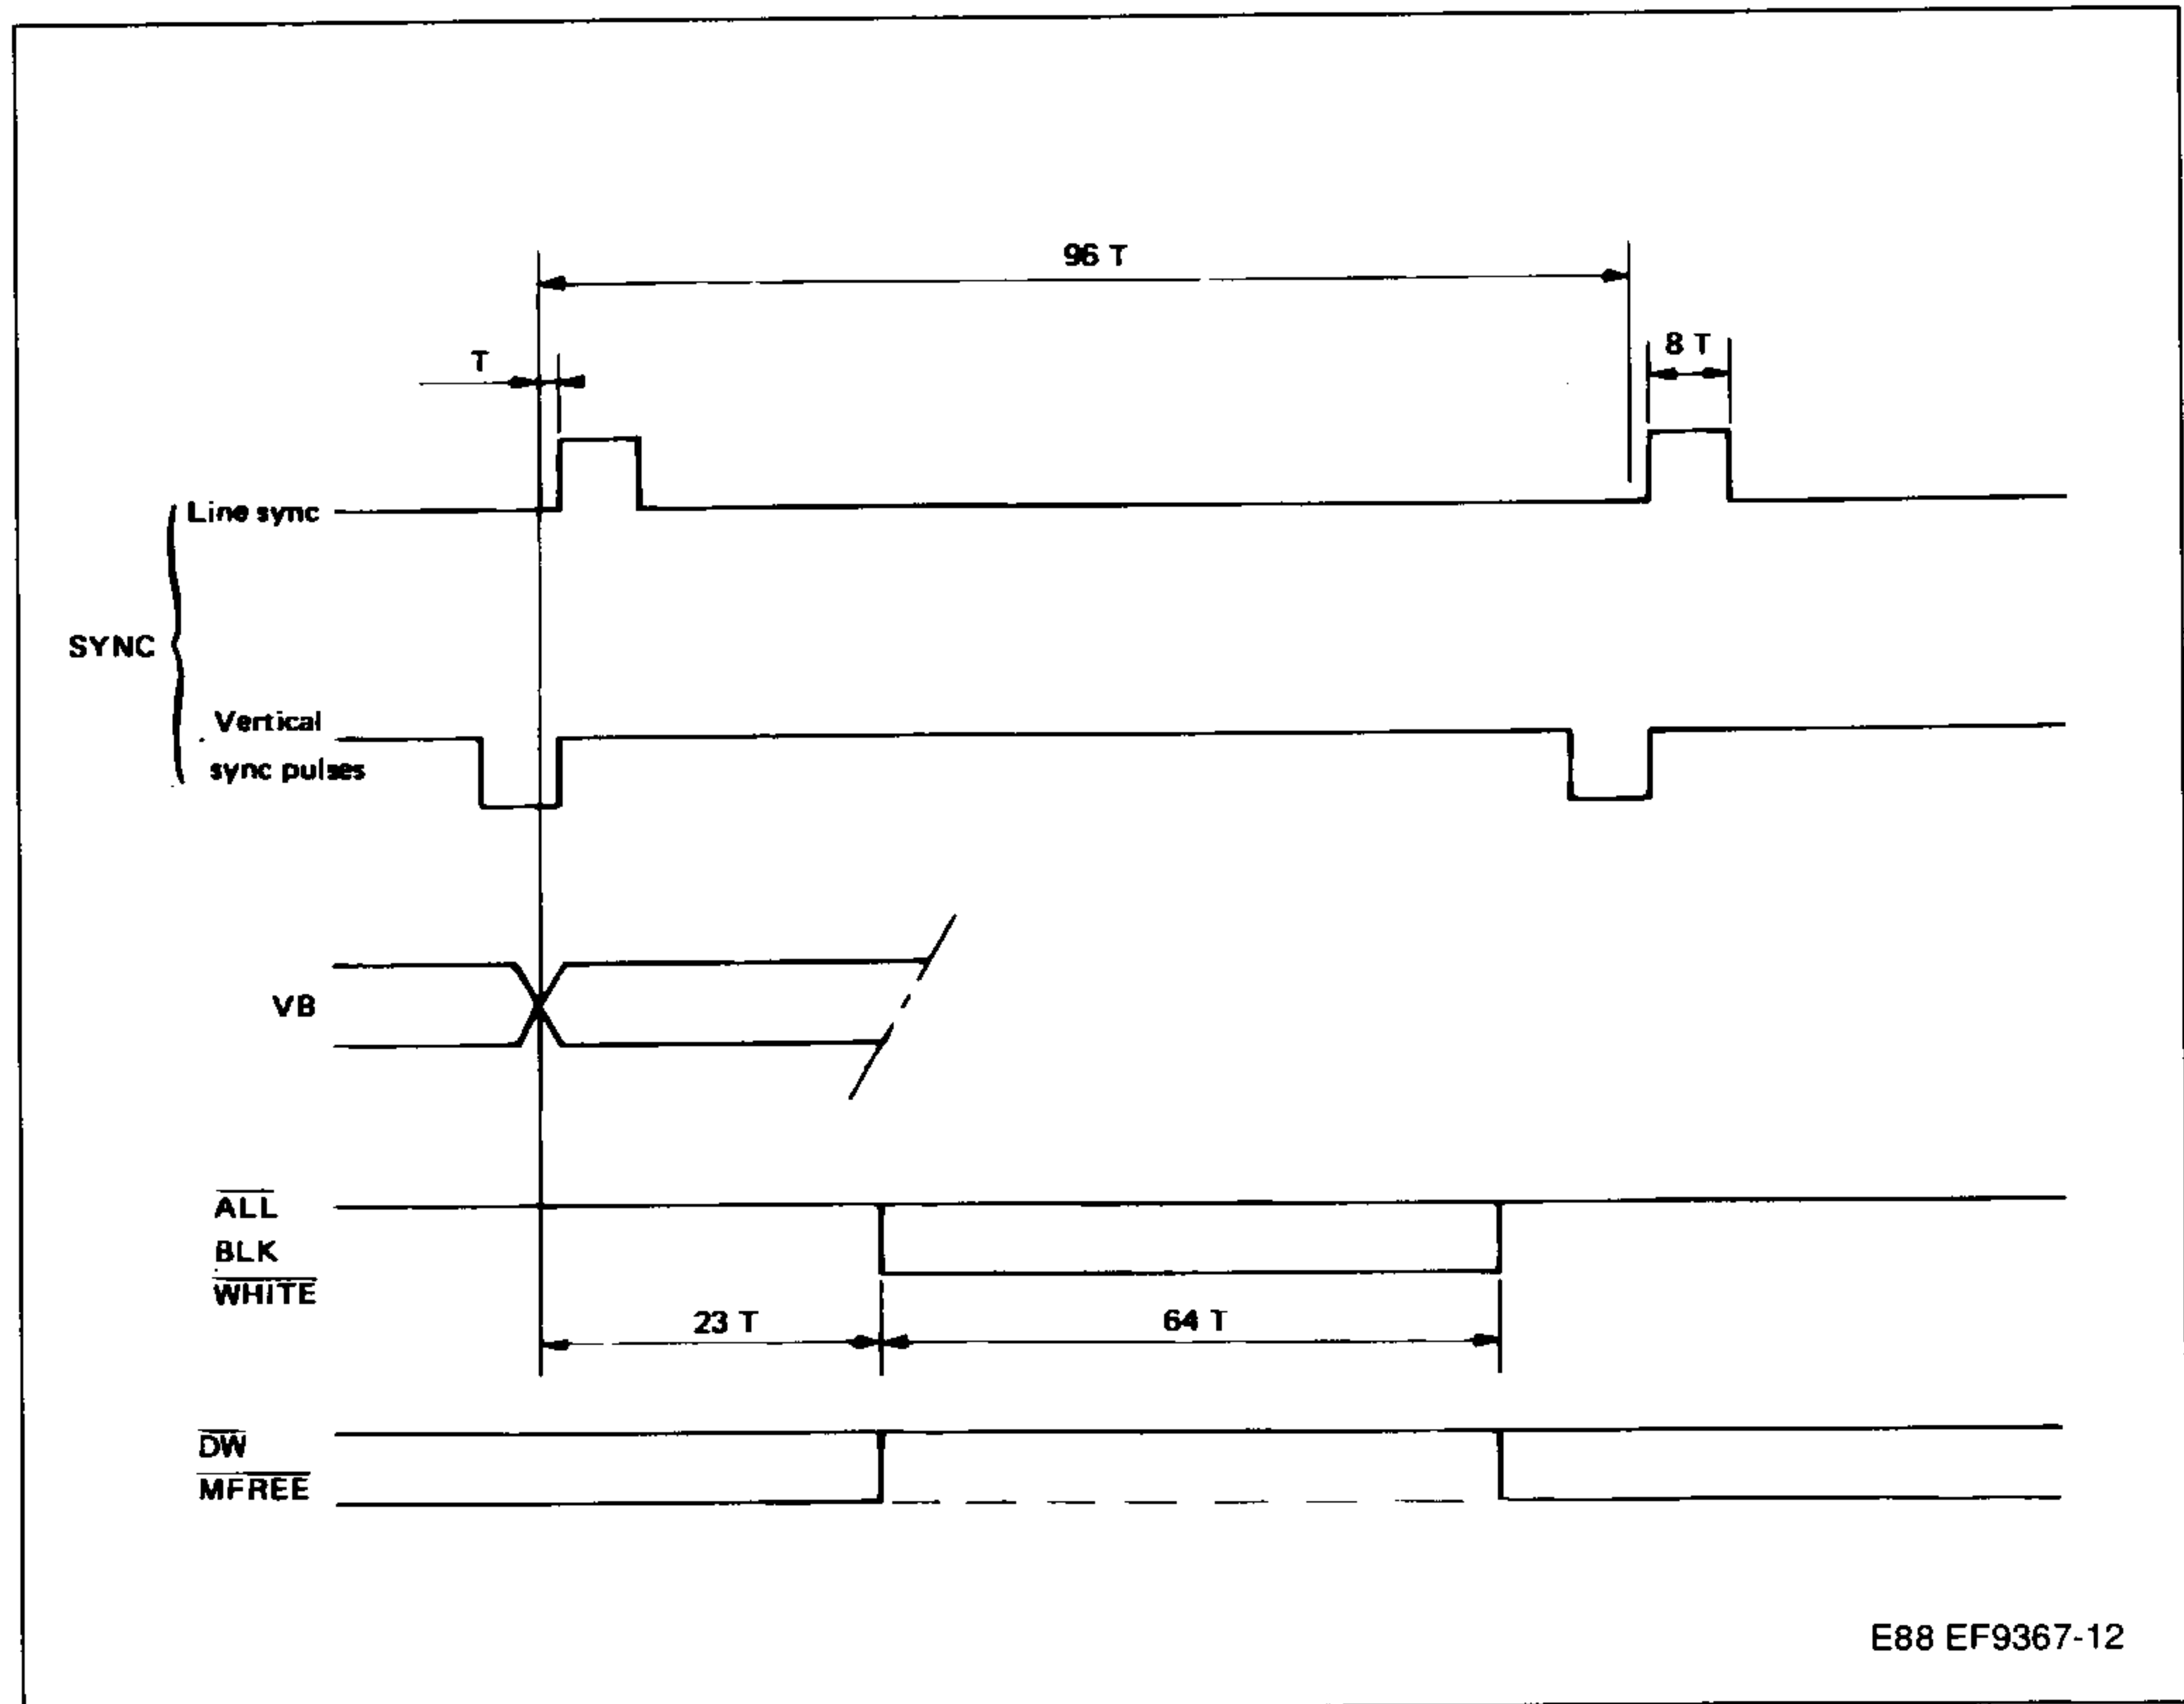 96 T
T
8 T
Line sync
SYNC
Vertical
sync pulses
VB
ALL
BLK
WHITE
23 T
64 T
DW
MFREE
E88 EF9367-12